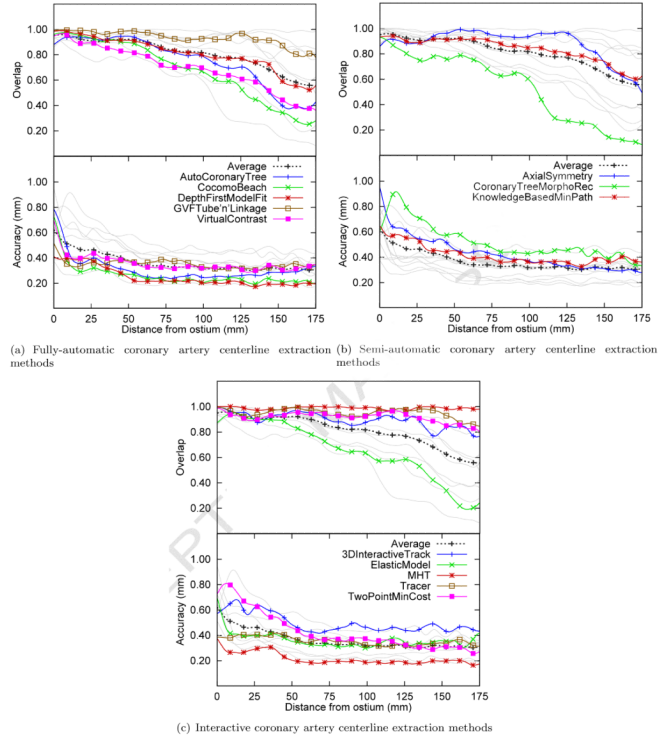 1.00
0.80
0.60
0.40
0.20
Overlap
Average
AutoCoronaryTree
CocomoBeach
DepthFirstModelFit
GVFTube'n'Linkage
VirtualContrast
1.00
0.80
0.60
0.40
0.20
Accuracy (mm)
0 25 50 75 100 125 150 175
Distance from ostium (mm)
(a) Fully-automatic coronary artery centerline extraction
methods
1.00
0.80
0.60
0.40
0.20
Overlap
Average
AxialSymmetry
CoronaryTreeMorphoRec
KnowledgeBasedMinPath
1.00
0.80
0.60
0.40
0.20
Accuracy (mm)
0 25 50 75 100 125 150 175
Distance from ostium (mm)
(b) Semi-automatic coronary artery centerline extraction
methods
1.00
0.80
0.60
0.40
0.20
Overlap
Average
3DInteractiveTrack
ElasticModel
MHT
Tracer
TwoPointMinCost
1.00
0.80
0.60
0.40
0.20
Accuracy (mm)
0 25 50 75 100 125 150 175
Distance from ostium (mm)
(c) Interactive coronary artery centerline extraction methods